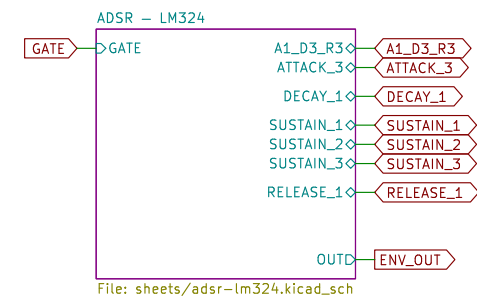 ADSR – LM324
GATE GATE A1_D3_R3 A1_D3_R3
ATTACK_3 ATTACK_3
DECAY_1 DECAY_1
SUSTAIN_1 SUSTAIN_1
SUSTAIN_2 SUSTAIN_2
SUSTAIN_3 SUSTAIN_3
RELEASE_1 RELEASE_1
OUT ENV_OUT
File: sheets/adsr-lm324.kicad_sch